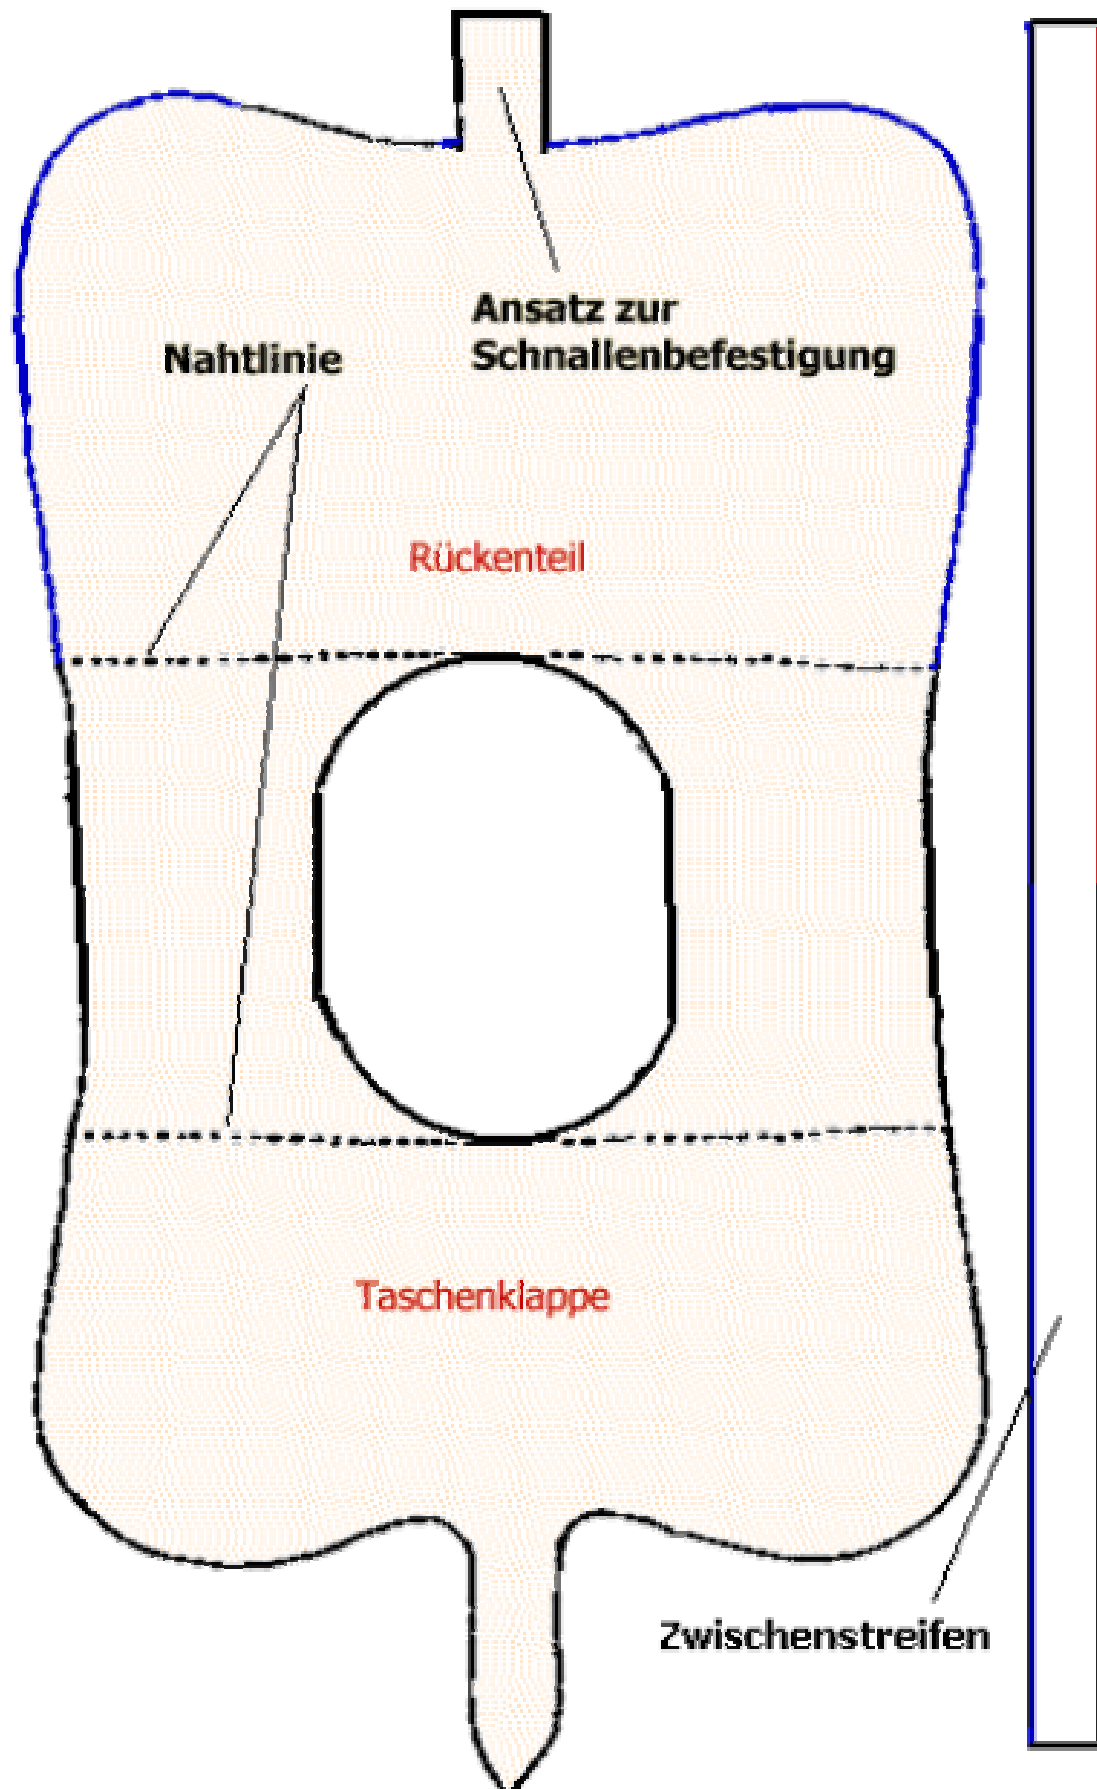 Ansatz zur
Schnallenbefestigung
Nahtlinie
Rückenteil
Taschenklappe
Zwischenstreifen